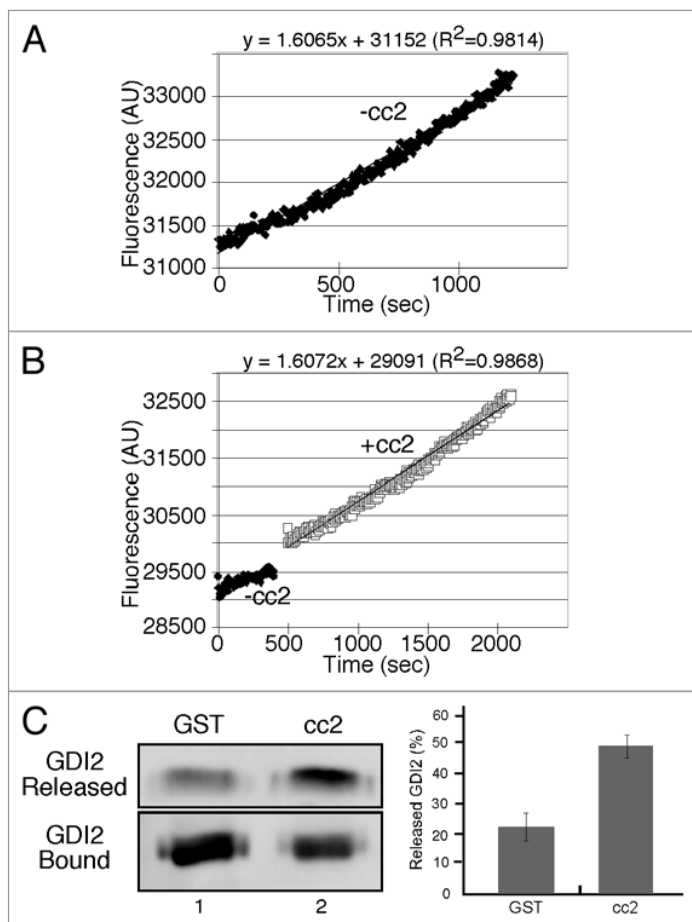 A
y = 1.6065x + 31152 (R²=0.9814)
Fluorescence (AU)
33000
32500
32000
31500
31000
-cc2
0 500 1000
Time (sec)
B
y = 1.6072x + 29091 (R²=0.9868)
Fluorescence (AU)
32500
31500
30500
29500
28500
+cc2
-cc2
0 500 1000 1500 2000
Time (sec)
C
GST cc2
GDI2
Released
GDI2
Bound
1 2
Released GDI2 (%)
60
50
40
30
20
10
0
GST cc2